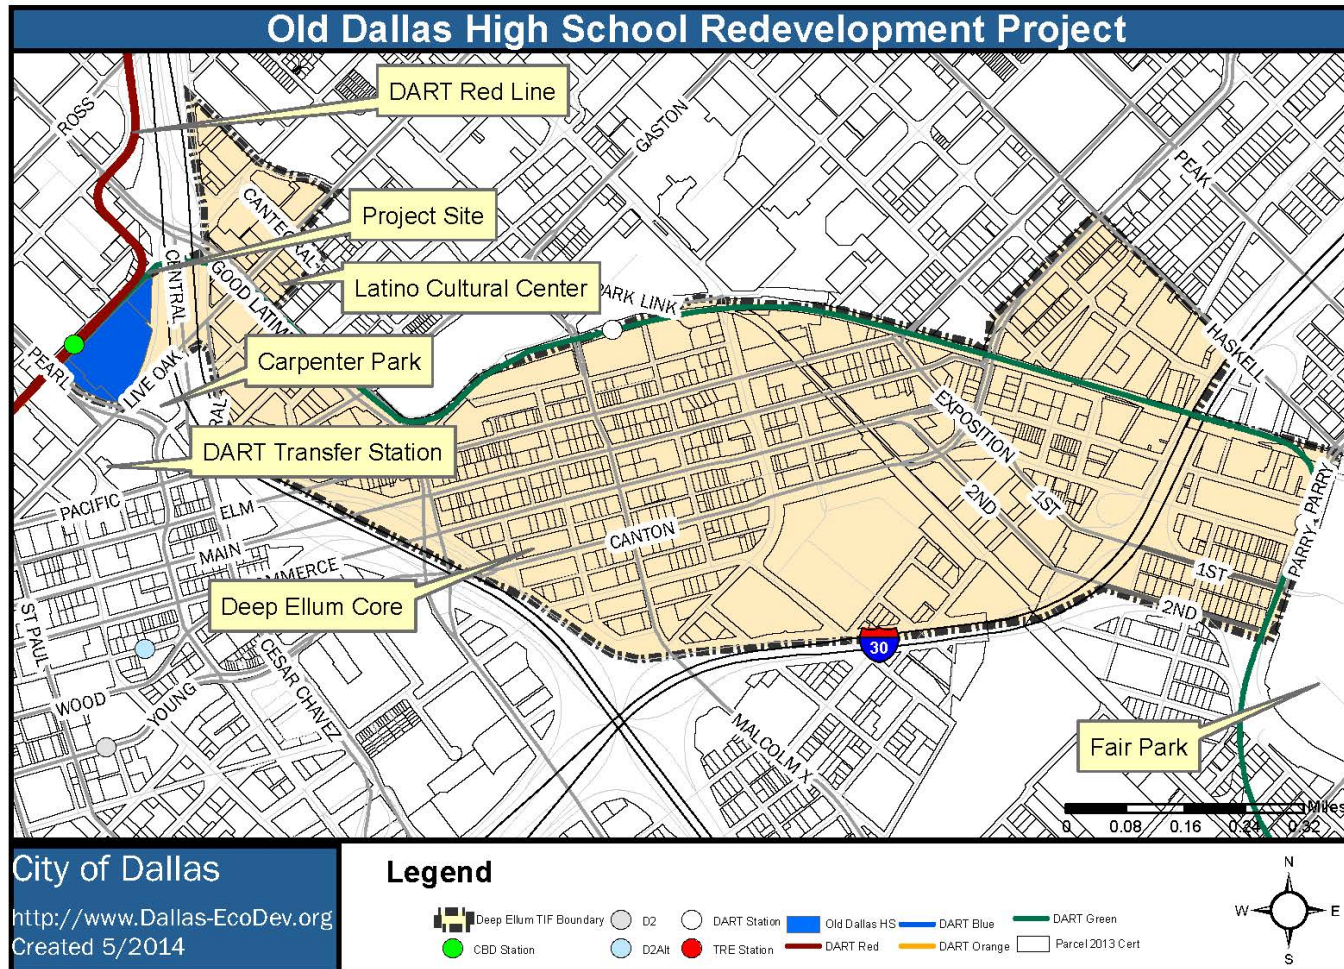 Old Dallas High School Redevelopment Project
DART Red Line
ROSS
GASTON
PEAK
CANTEGRAL
Project Site
CENTRAL
GOOD LATIM
Latino Cultural Center
ARK LINK
HASKELL
PEARL
LIVE OAK
Carpenter Park
RAL
EXPOSITION
DART Transfer Station
1ST
2ND
PARRY
PARRY
PACIFIC
ELM
CANTON
MAIN
OMMERCE
1ST
Deep Ellum Core
2ND
ST PAUL
30
CESAR CHAVEZ
WOOD
YOUNG
MALCOLM X
Fair Park
Miles
0 0.08 0.16 0.24 0.32
City of Dallas
http://www.Dallas-EcoDev.org
Created 5/2014
Legend
Deep Ellum TIF Boundary D2 DART Station Old Dallas HS DART Blue DART Green
CBD Station D2Alt TRE Station DART Red DART Orange Parcel 2013 Cert
N
W E
S